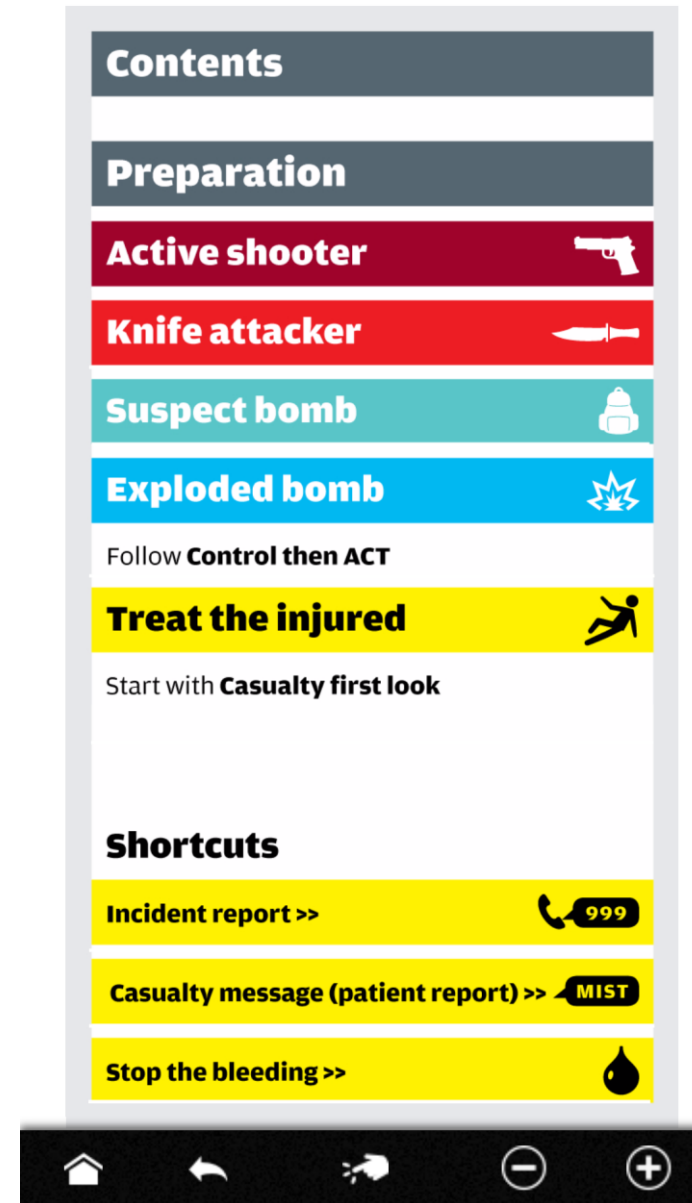 Contents
Preparation
Active shooter
Knife attacker
Suspect bomb
Exploded bomb
Follow Control then ACT
Treat the injured
Start with Casualty first look
Shortcuts
Incident report >> 999
Casualty message (patient report) >> MIST
Stop the bleeding >>